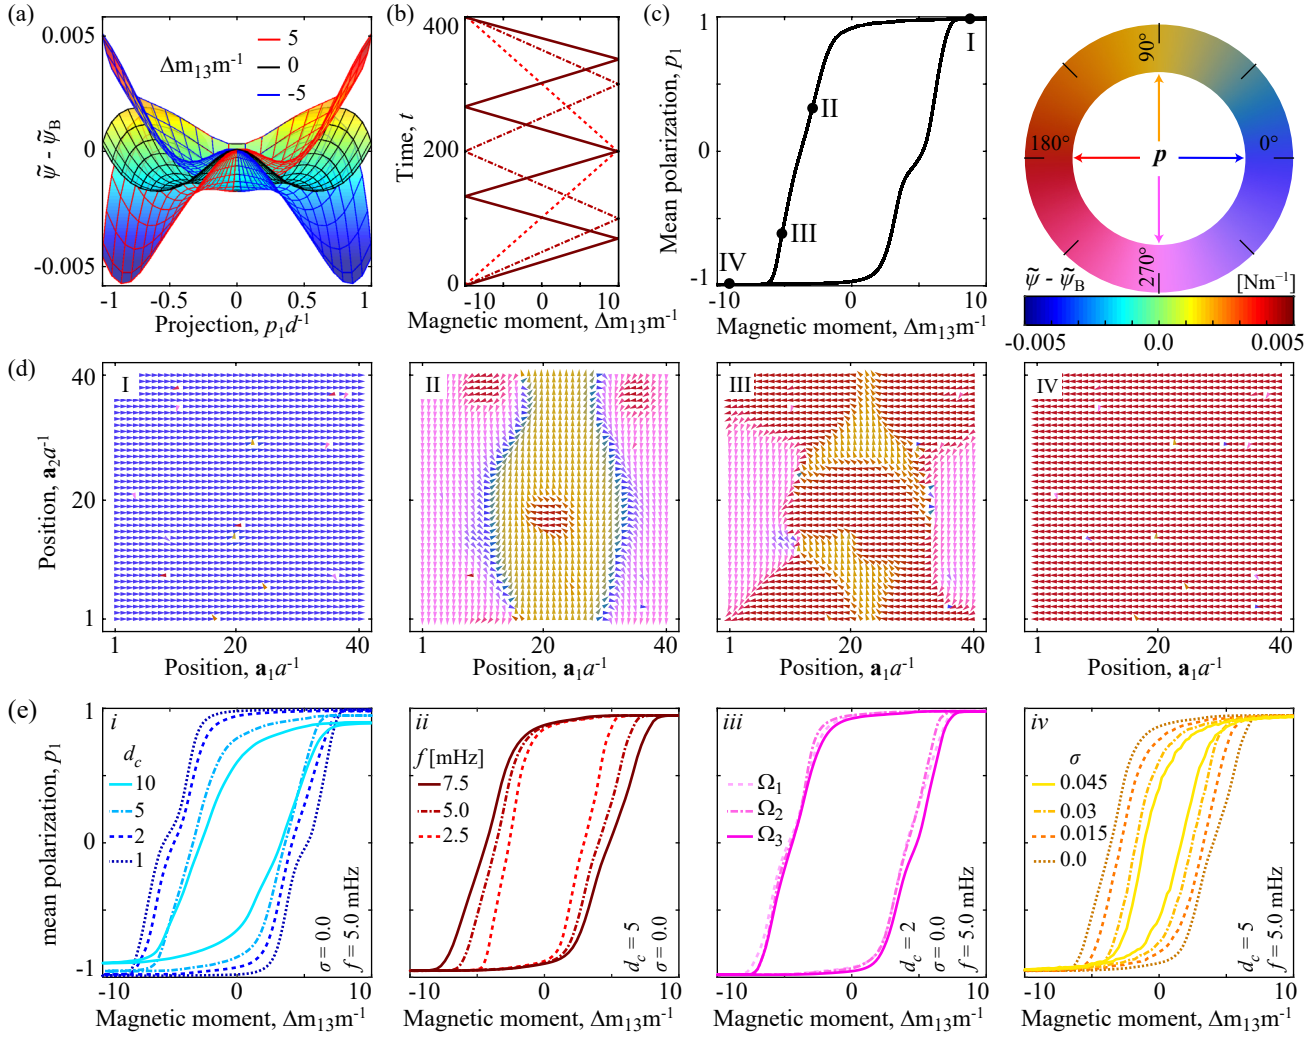 (a)
0.005
0
-0.005
ψ̃ - ψ̃B
Δm13m-1
5
0
-5
-1
-0.5
0
0.5
1
Projection, p1d-1
(b)
400
200
0
Time, t
-10
0
10
Magnetic moment, Δm13m-1
(c)
1
0
-1
Mean polarization, p1
I
II
III
IV
-10
0
10
Magnetic moment, Δm13m-1
90°
180°
0°
270°
p
ψ̃ - ψ̃B
[Nm-1]
-0.005
0.0
0.005
(d)
40
20
1
Position, a2a-1
I
1
20
40
Position, a1a-1
II
1
20
40
Position, a1a-1
III
1
20
40
Position, a1a-1
IV
1
20
40
Position, a1a-1
(e)
1
0
-1
mean polarization, p1
i
dc
10
5
2
1
σ = 0.0
f = 5.0 mHz
-10
0
10
Magnetic moment, Δm13m-1
ii
f [mHz]
7.5
5.0
2.5
dc = 5
σ = 0.0
-10
0
10
Magnetic moment, Δm13m-1
iii
Ω1
Ω2
Ω3
dc = 2
σ = 0.0
f = 5.0 mHz
-10
0
10
Magnetic moment, Δm13m-1
iv
σ
0.045
0.03
0.015
0.0
dc = 5
f = 5.0 mHz
-10
0
10
Magnetic moment, Δm13m-1